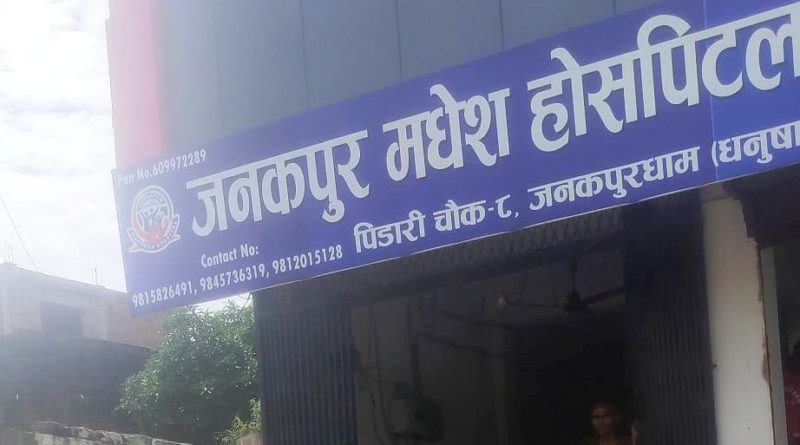 Pan No.609972289
जनकपुर मधेश होसपिटल
पिडारी चौक-८, जनकपुरधाम (धनुषा
Contact No:
9815826491, 9845736319, 9812015128